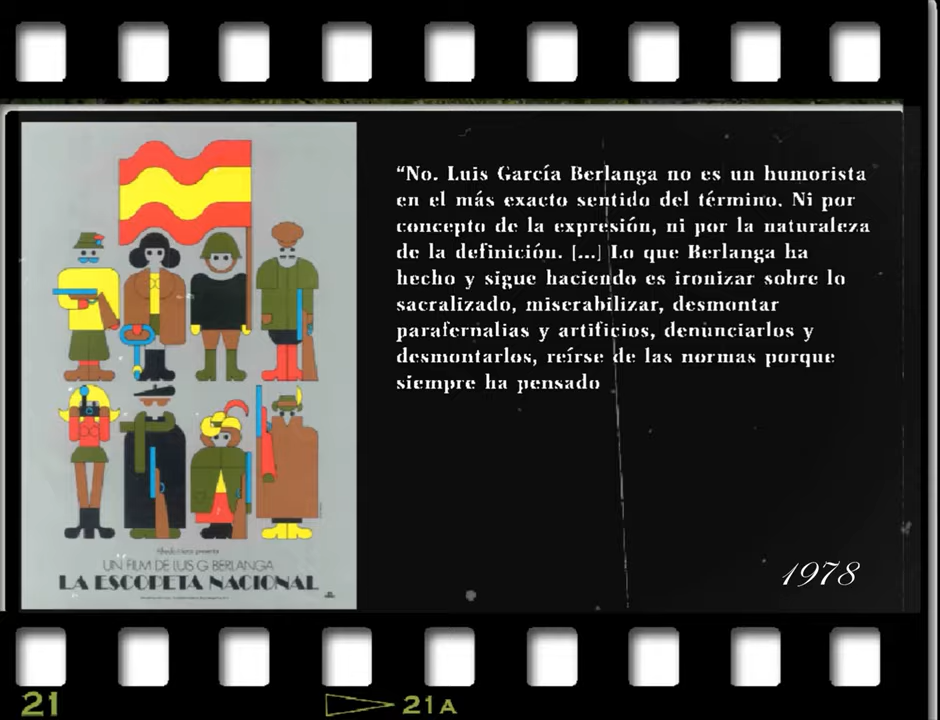 “No. Luis García Berlanga no es un humorista
en el más exacto sentido del término. Ni por
concepto de la expresión, ni por la naturaleza
de la definición. [...] Lo que Berlanga ha
hecho y sigue haciendo es ironizar sobre lo
sacralizado, miserabilizar, desmontar
parafernalias y artificios, denunciarlos y
desmontarlos, reírse de las normas porque
siempre ha pensado
presenta
UN FILM DE LUIS G BERLANGA
LA ESCOPETA NACIONAL
1978
21
21A